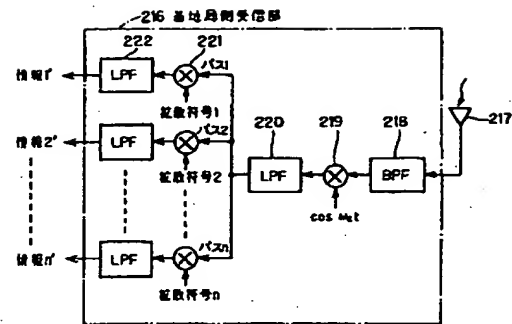 216 基地局側受信部
222
221
パス1
情報1'
LPF
拡散符号1
パス2
情報2'
LPF
拡散符号2
220
219
218
217
LPF
BPF
パスn
情報n'
LPF
拡散符号n